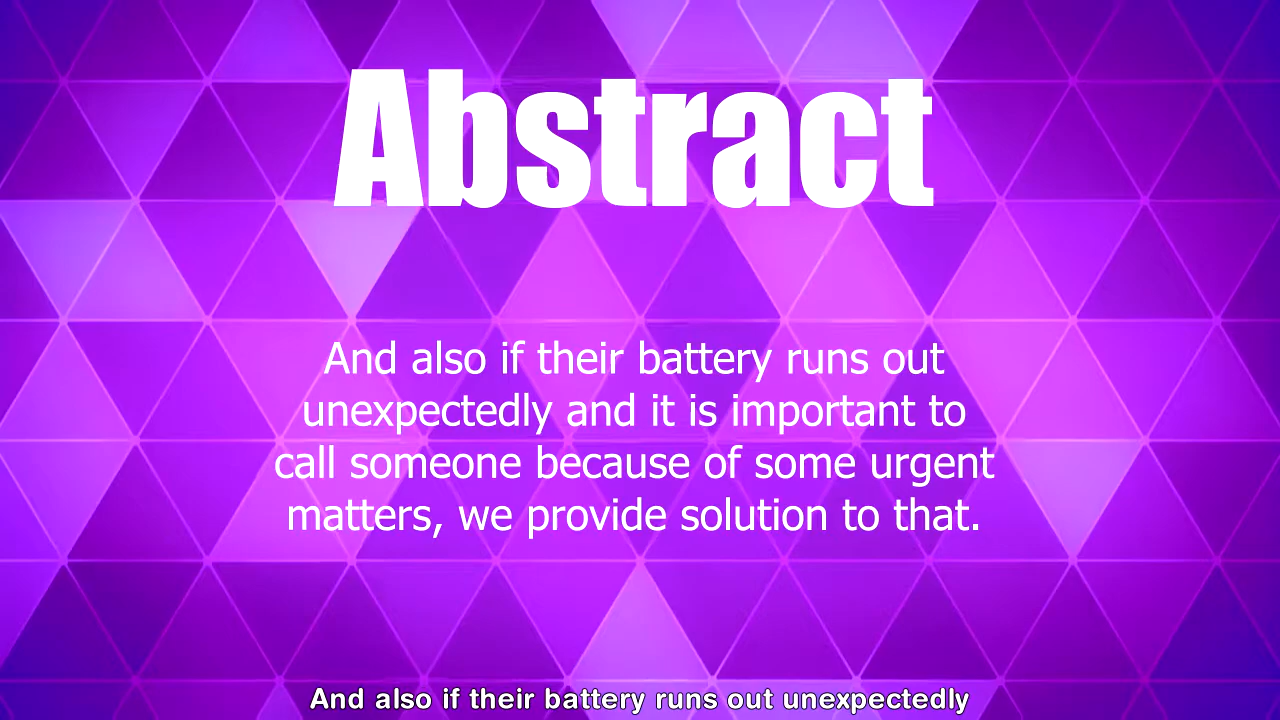 Abstract
And also if their battery runs out
unexpectedly and it is important to
call someone because of some urgent
matters, we provide solution to that.
And also if their battery runs out unexpectedly